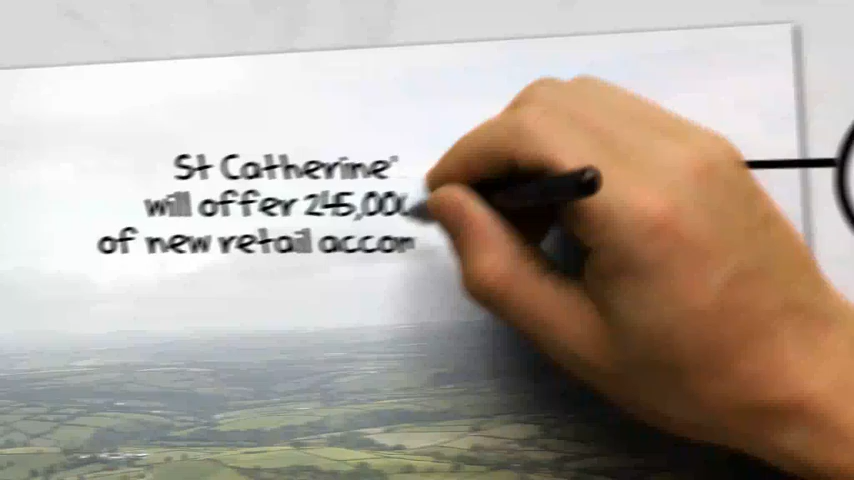 St Catherine'
will offer 245,00
of new retail accom